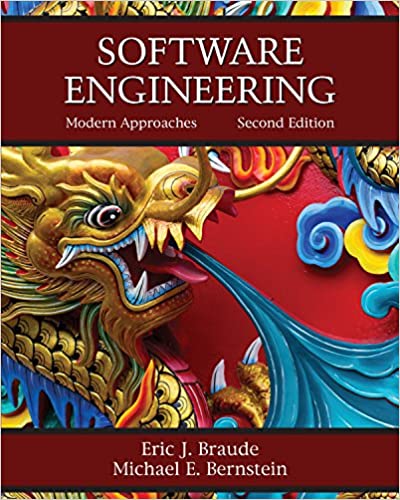 SOFTWARE
ENGINEERING
Modern Approaches Second Edition
Eric J. Braude
Michael E. Bernstein